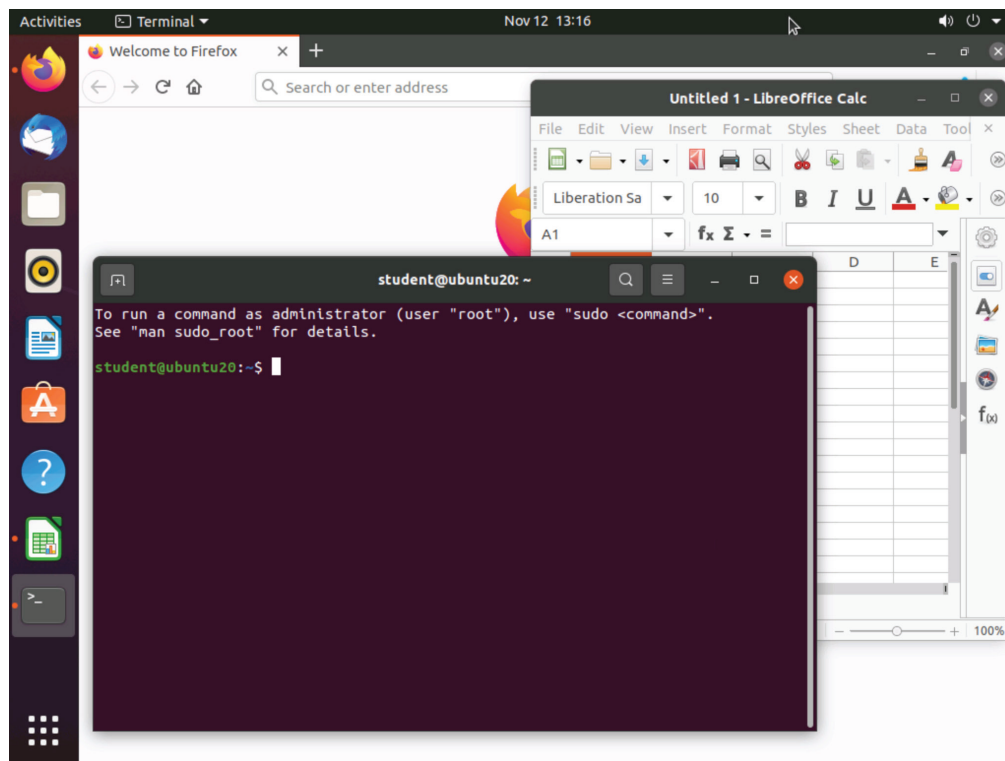 Activities Terminal Nov 12 13:16
Welcome to Firefox
Search or enter address
Untitled 1 - LibreOffice Calc
File Edit View Insert Format Styles Sheet Data Tool
Liberation Sa 10 B I U A
A1 fx Σ =
D E
student@ubuntu20: ~
To run a command as administrator (user "root"), use "sudo <command>".
See "man sudo_root" for details.
student@ubuntu20:~$
100%